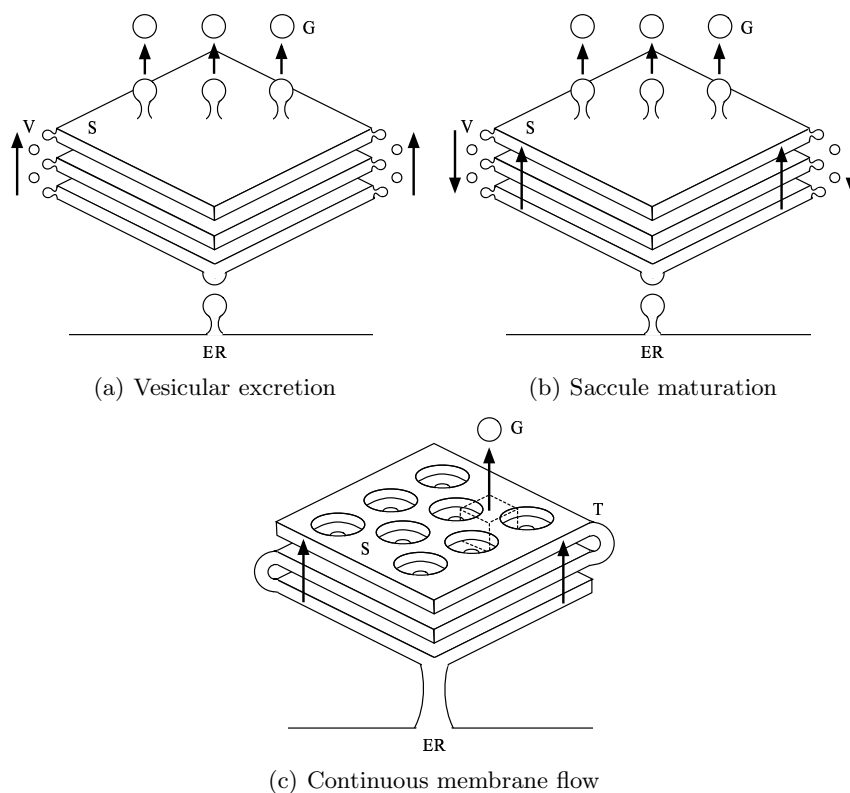 G
V
S
ER
(a) Vesicular excretion
G
V
S
ER
(b) Saccule maturation
G
T
S
ER
(c) Continuous membrane flow